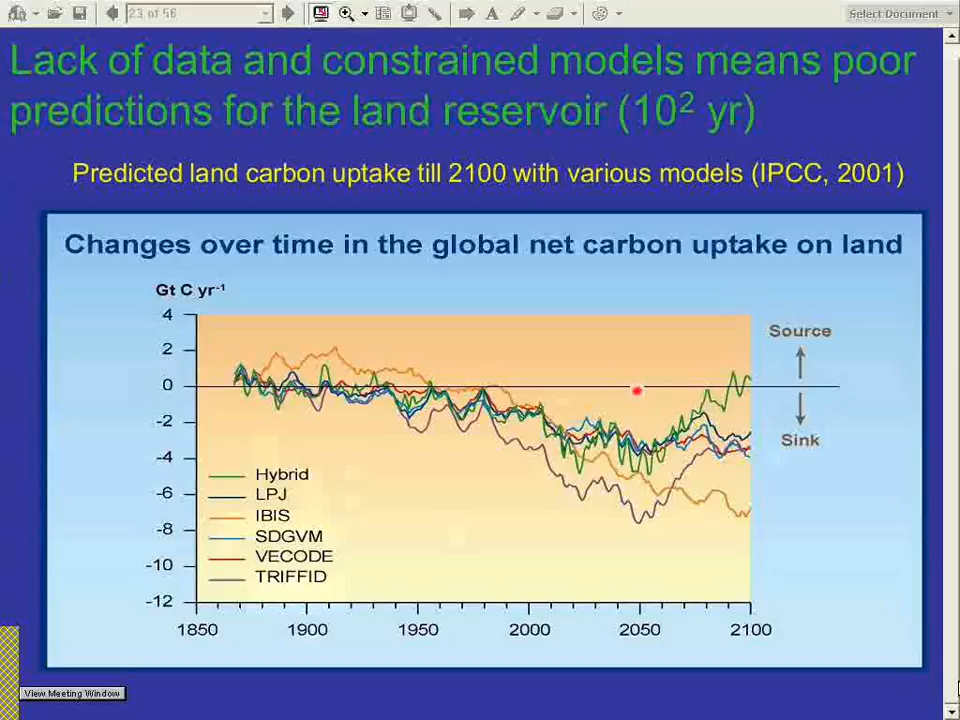 23 of 56
Select Document
Lack of data and constrained models means poor
predictions for the land reservoir (10² yr)
Predicted land carbon uptake till 2100 with various models (IPCC, 2001)
Changes over time in the global net carbon uptake on land
Gt C yr⁻¹
4
2
0
-2
-4
-6
-8
-10
-12
Source
Sink
Hybrid
LPJ
IBIS
SDGVM
VECODE
TRIFFID
1850 1900 1950 2000 2050 2100
View Meeting Window